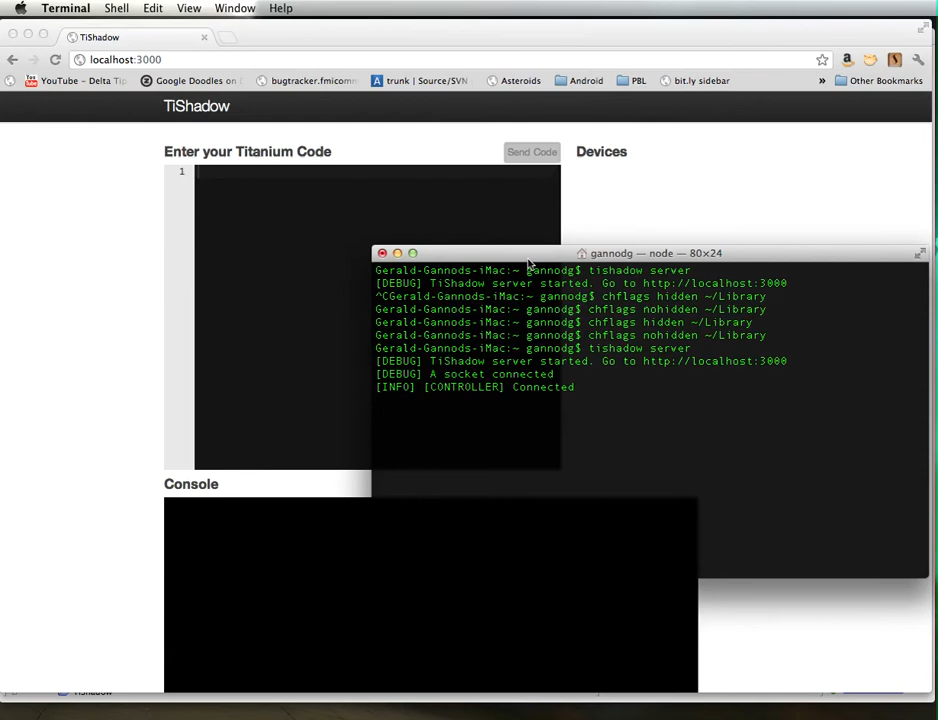 Terminal Shell Edit View Window Help
TiShadow
localhost:3000
YouTube - Delta Tip Google Doodles on bugtracker.fmicomm trunk | Source/SVN Asteroids Android PBL bit.ly sidebar » Other Bookmarks
TiShadow
Enter your Titanium Code Send Code Devices
1
gannodg — node — 80×24
Gerald-Gannods-iMac:~ gannodg$ tishadow server
[DEBUG] TiShadow server started. Go to http://localhost:3000
^CGerald-Gannods-iMac:~ gannodg$ chflags hidden ~/Library
Gerald-Gannods-iMac:~ gannodg$ chflags nohidden ~/Library
Gerald-Gannods-iMac:~ gannodg$ chflags hidden ~/Library
Gerald-Gannods-iMac:~ gannodg$ chflags nohidden ~/Library
Gerald-Gannods-iMac:~ gannodg$ tishadow server
[DEBUG] TiShadow server started. Go to http://localhost:3000
[DEBUG] A socket connected
[INFO] [CONTROLLER] Connected
Console
TiShadow